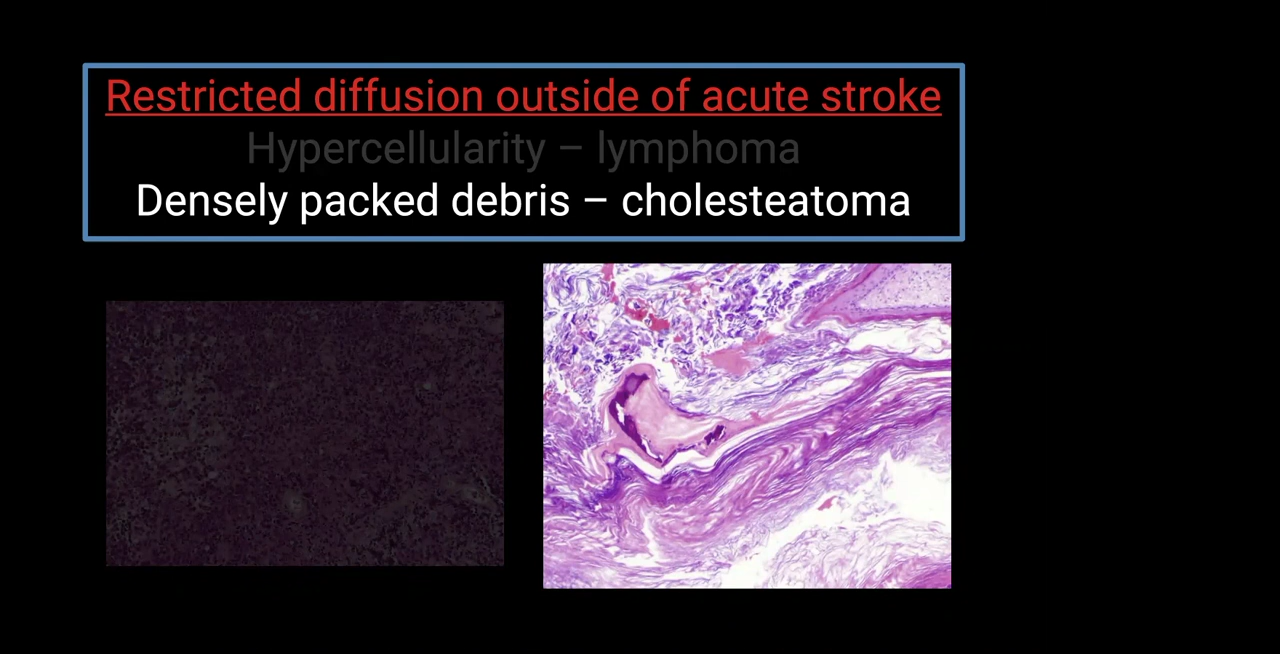 Restricted diffusion outside of acute stroke
Hypercellularity – lymphoma
Densely packed debris – cholesteatoma